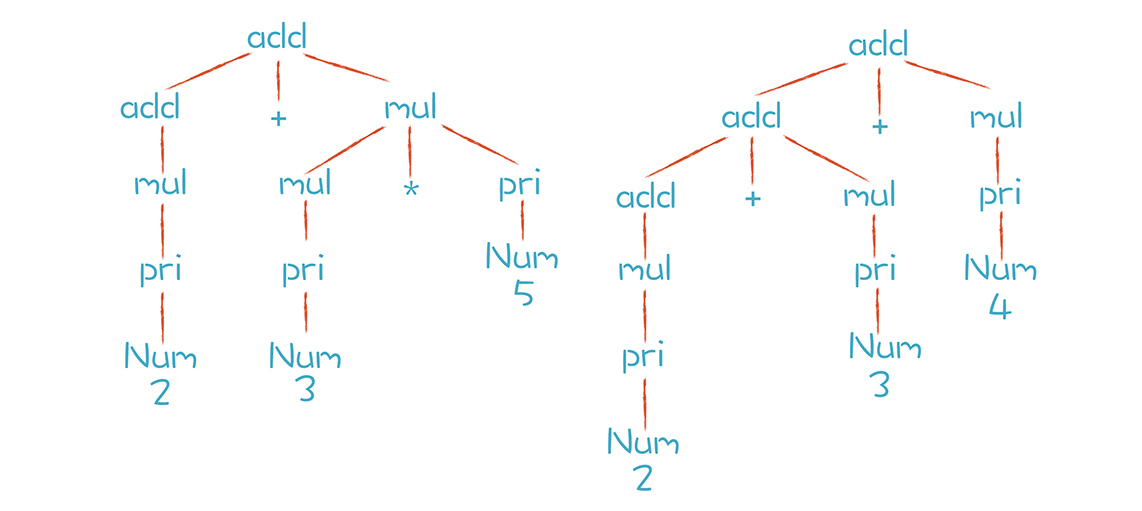 add
add + mul
mul mul * pri
pri pri Num
5
Num Num
2 3
add
add + mul
add + mul pri
mul pri Num
4
pri Num
3
Num
2